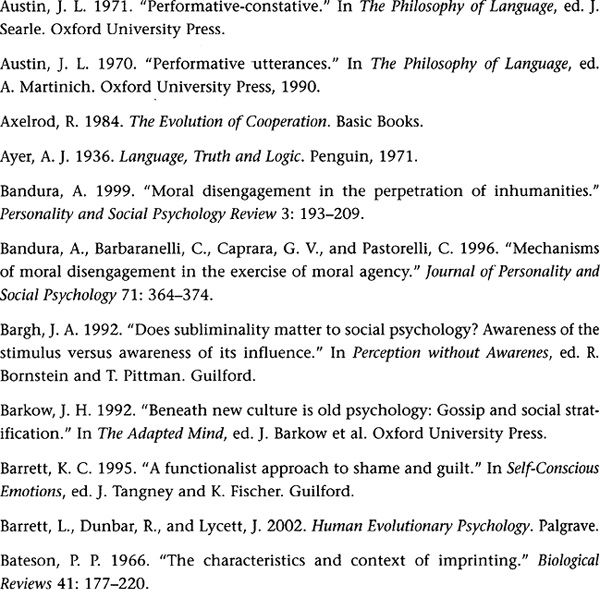 Austin, J. L. 1971. “Performative-constative.” In The Philosophy of Language, ed. J.
Searle. Oxford University Press.
Austin, J. L. 1970. “Performative utterances.” In The Philosophy of Language, ed.
A. Martinich. Oxford University Press, 1990.
Axelrod, R. 1984. The Evolution of Cooperation. Basic Books.
Ayer, A. J. 1936. Language, Truth and Logic. Penguin, 1971.
Bandura, A. 1999. “Moral disengagement in the perpetration of inhumanities.”
Personality and Social Psychology Review 3: 193–209.
Bandura, A., Barbaranelli, C., Caprara, G. V., and Pastorelli, C. 1996. “Mechanisms
of moral disengagement in the exercise of moral agency.” Journal of Personality and
Social Psychology 71: 364–374.
Bargh, J. A. 1992. “Does subliminality matter to social psychology? Awareness of the
stimulus versus awareness of its influence.” In Perception without Awarenes, ed. R.
Bornstein and T. Pittman. Guilford.
Barkow, J. H. 1992. “Beneath new culture is old psychology: Gossip and social strat-
ification.” In The Adapted Mind, ed. J. Barkow et al. Oxford University Press.
Barrett, K. C. 1995. “A functionalist approach to shame and guilt.” In Self-Conscious
Emotions, ed. J. Tangney and K. Fischer. Guilford.
Barrett, L., Dunbar, R., and Lycett, J. 2002. Human Evolutionary Psychology. Palgrave.
Bateson, P. P. 1966. “The characteristics and context of imprinting.” Biological
Reviews 41: 177–220.